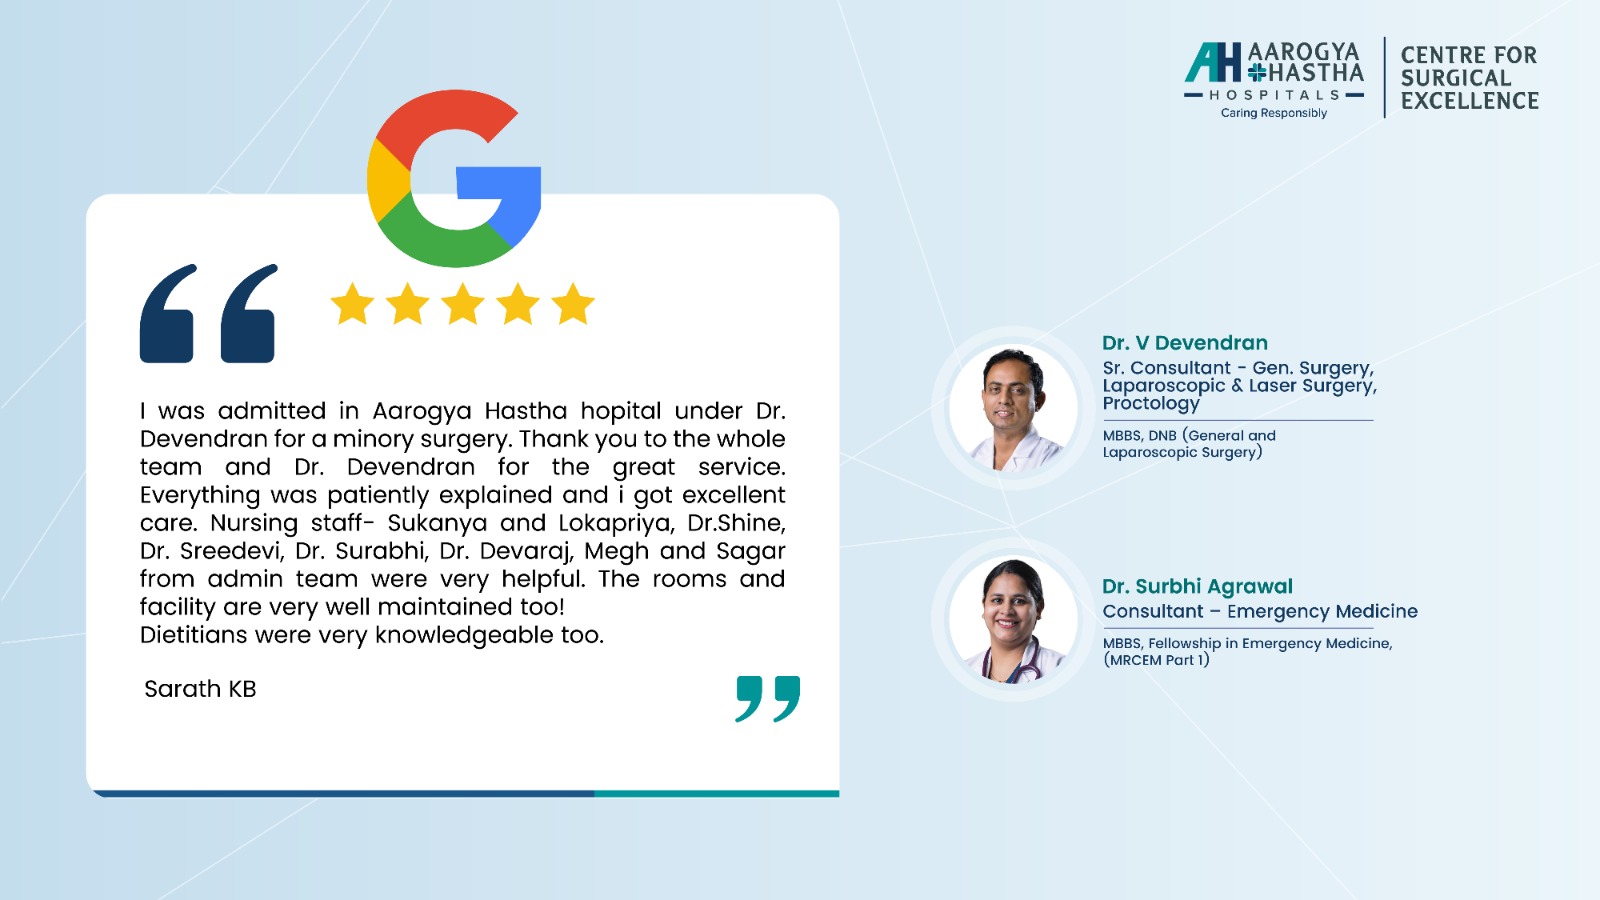 AH AAROGYA
HASTHA
HOSPITALS
Caring Responsibly
CENTRE FOR
SURGICAL
EXCELLENCE
I was admitted in Aarogya Hastha hopital under Dr.
Devendran for a minory surgery. Thank you to the whole
team and Dr. Devendran for the great service.
Everything was patiently explained and i got excellent
care. Nursing staff- Sukanya and Lokapriya, Dr.Shine,
Dr. Sreedevi, Dr. Surabhi, Dr. Devaraj, Megh and Sagar
from admin team were very helpful. The rooms and
facility are very well maintained too!
Dietitians were very knowledgeable too.
Sarath KB
Dr. V Devendran
Sr. Consultant - Gen. Surgery,
Laparoscopic & Laser Surgery,
Proctology
MBBS, DNB (General and
Laparoscopic Surgery)
Dr. Surbhi Agrawal
Consultant – Emergency Medicine
MBBS, Fellowship in Emergency Medicine,
(MRCEM Part 1)